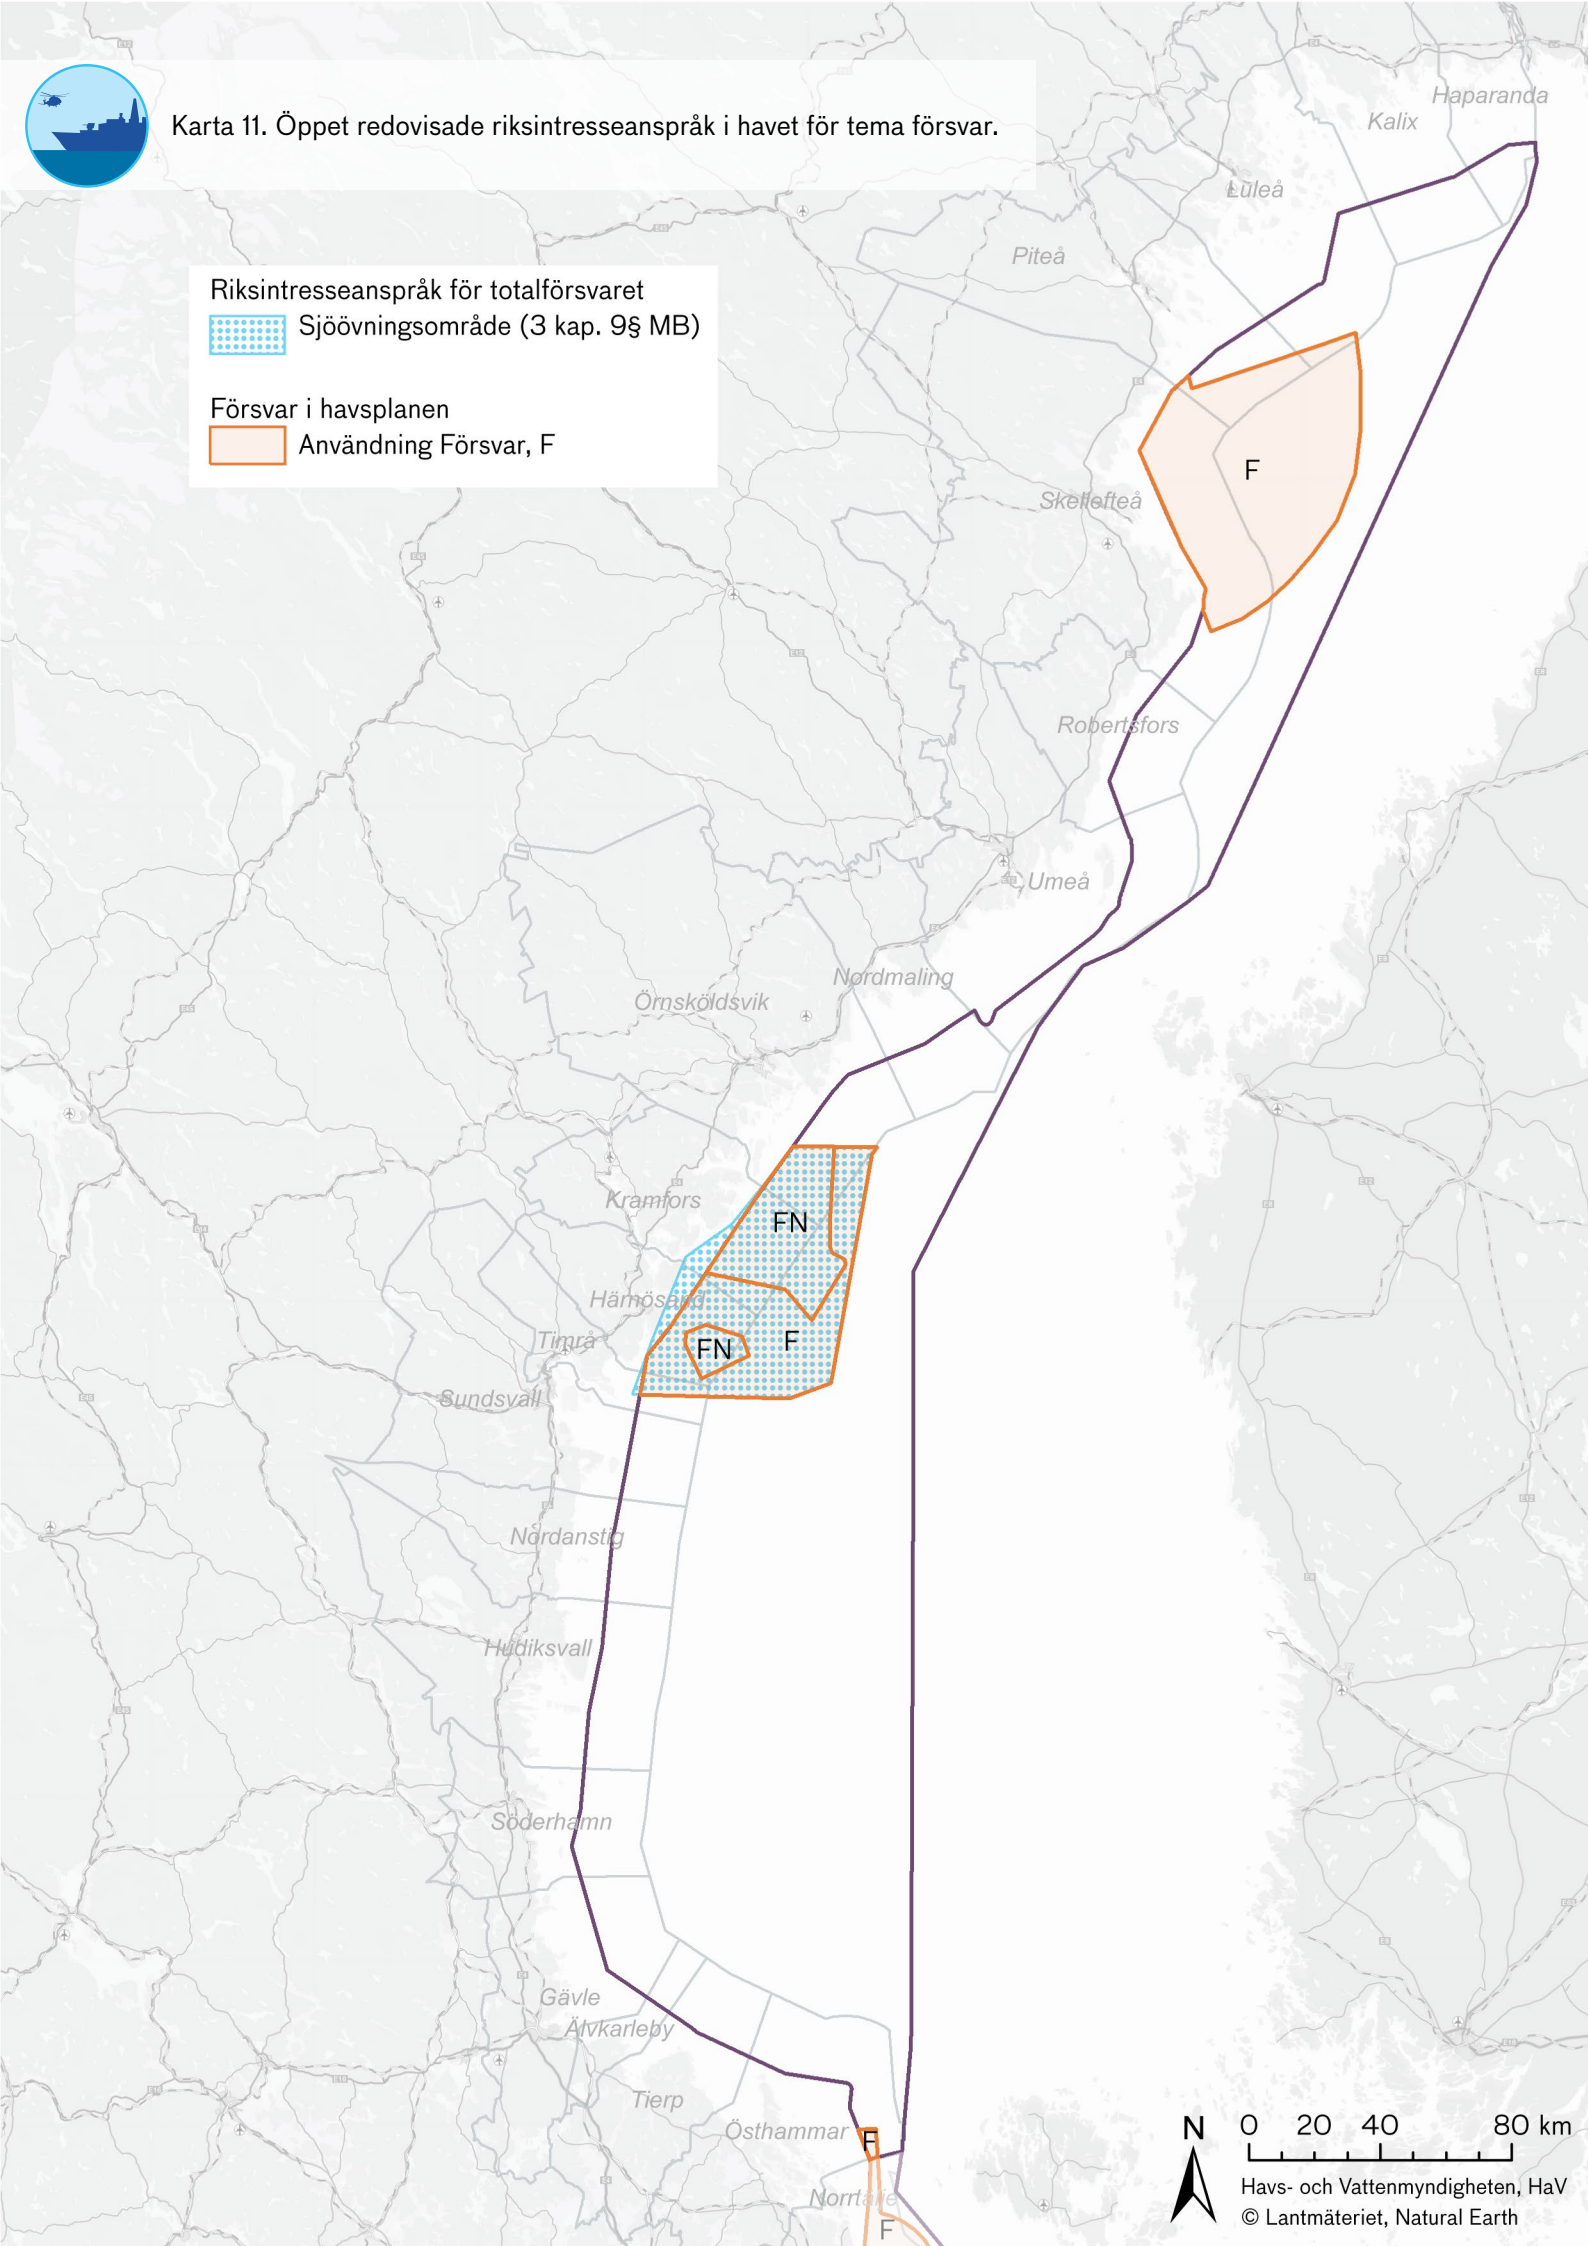 Karta 11. Öppet redovisade riksintresseanspråk i havet för tema försvar.
Riksintresseanspråk för totalförsvaret
Sjöövningsområde (3 kap. 9§ MB)
Försvar i havsplanen
Användning Försvar, F
Haparanda
Kalix
Luleå
Piteå
F
Skellefteå
Robertsfors
Umeå
Nordmaling
Örnsköldsvik
Kramfors
FN
Härnösand
Timrå
FN
F
Sundsvall
Nordanstig
Hudiksvall
Söderhamn
Gävle
Älvkarleby
Tierp
Östhammar
F
Norrtälje
F
N
0 20 40 80 km
Havs- och Vattenmyndigheten, HaV
© Lantmäteriet, Natural Earth